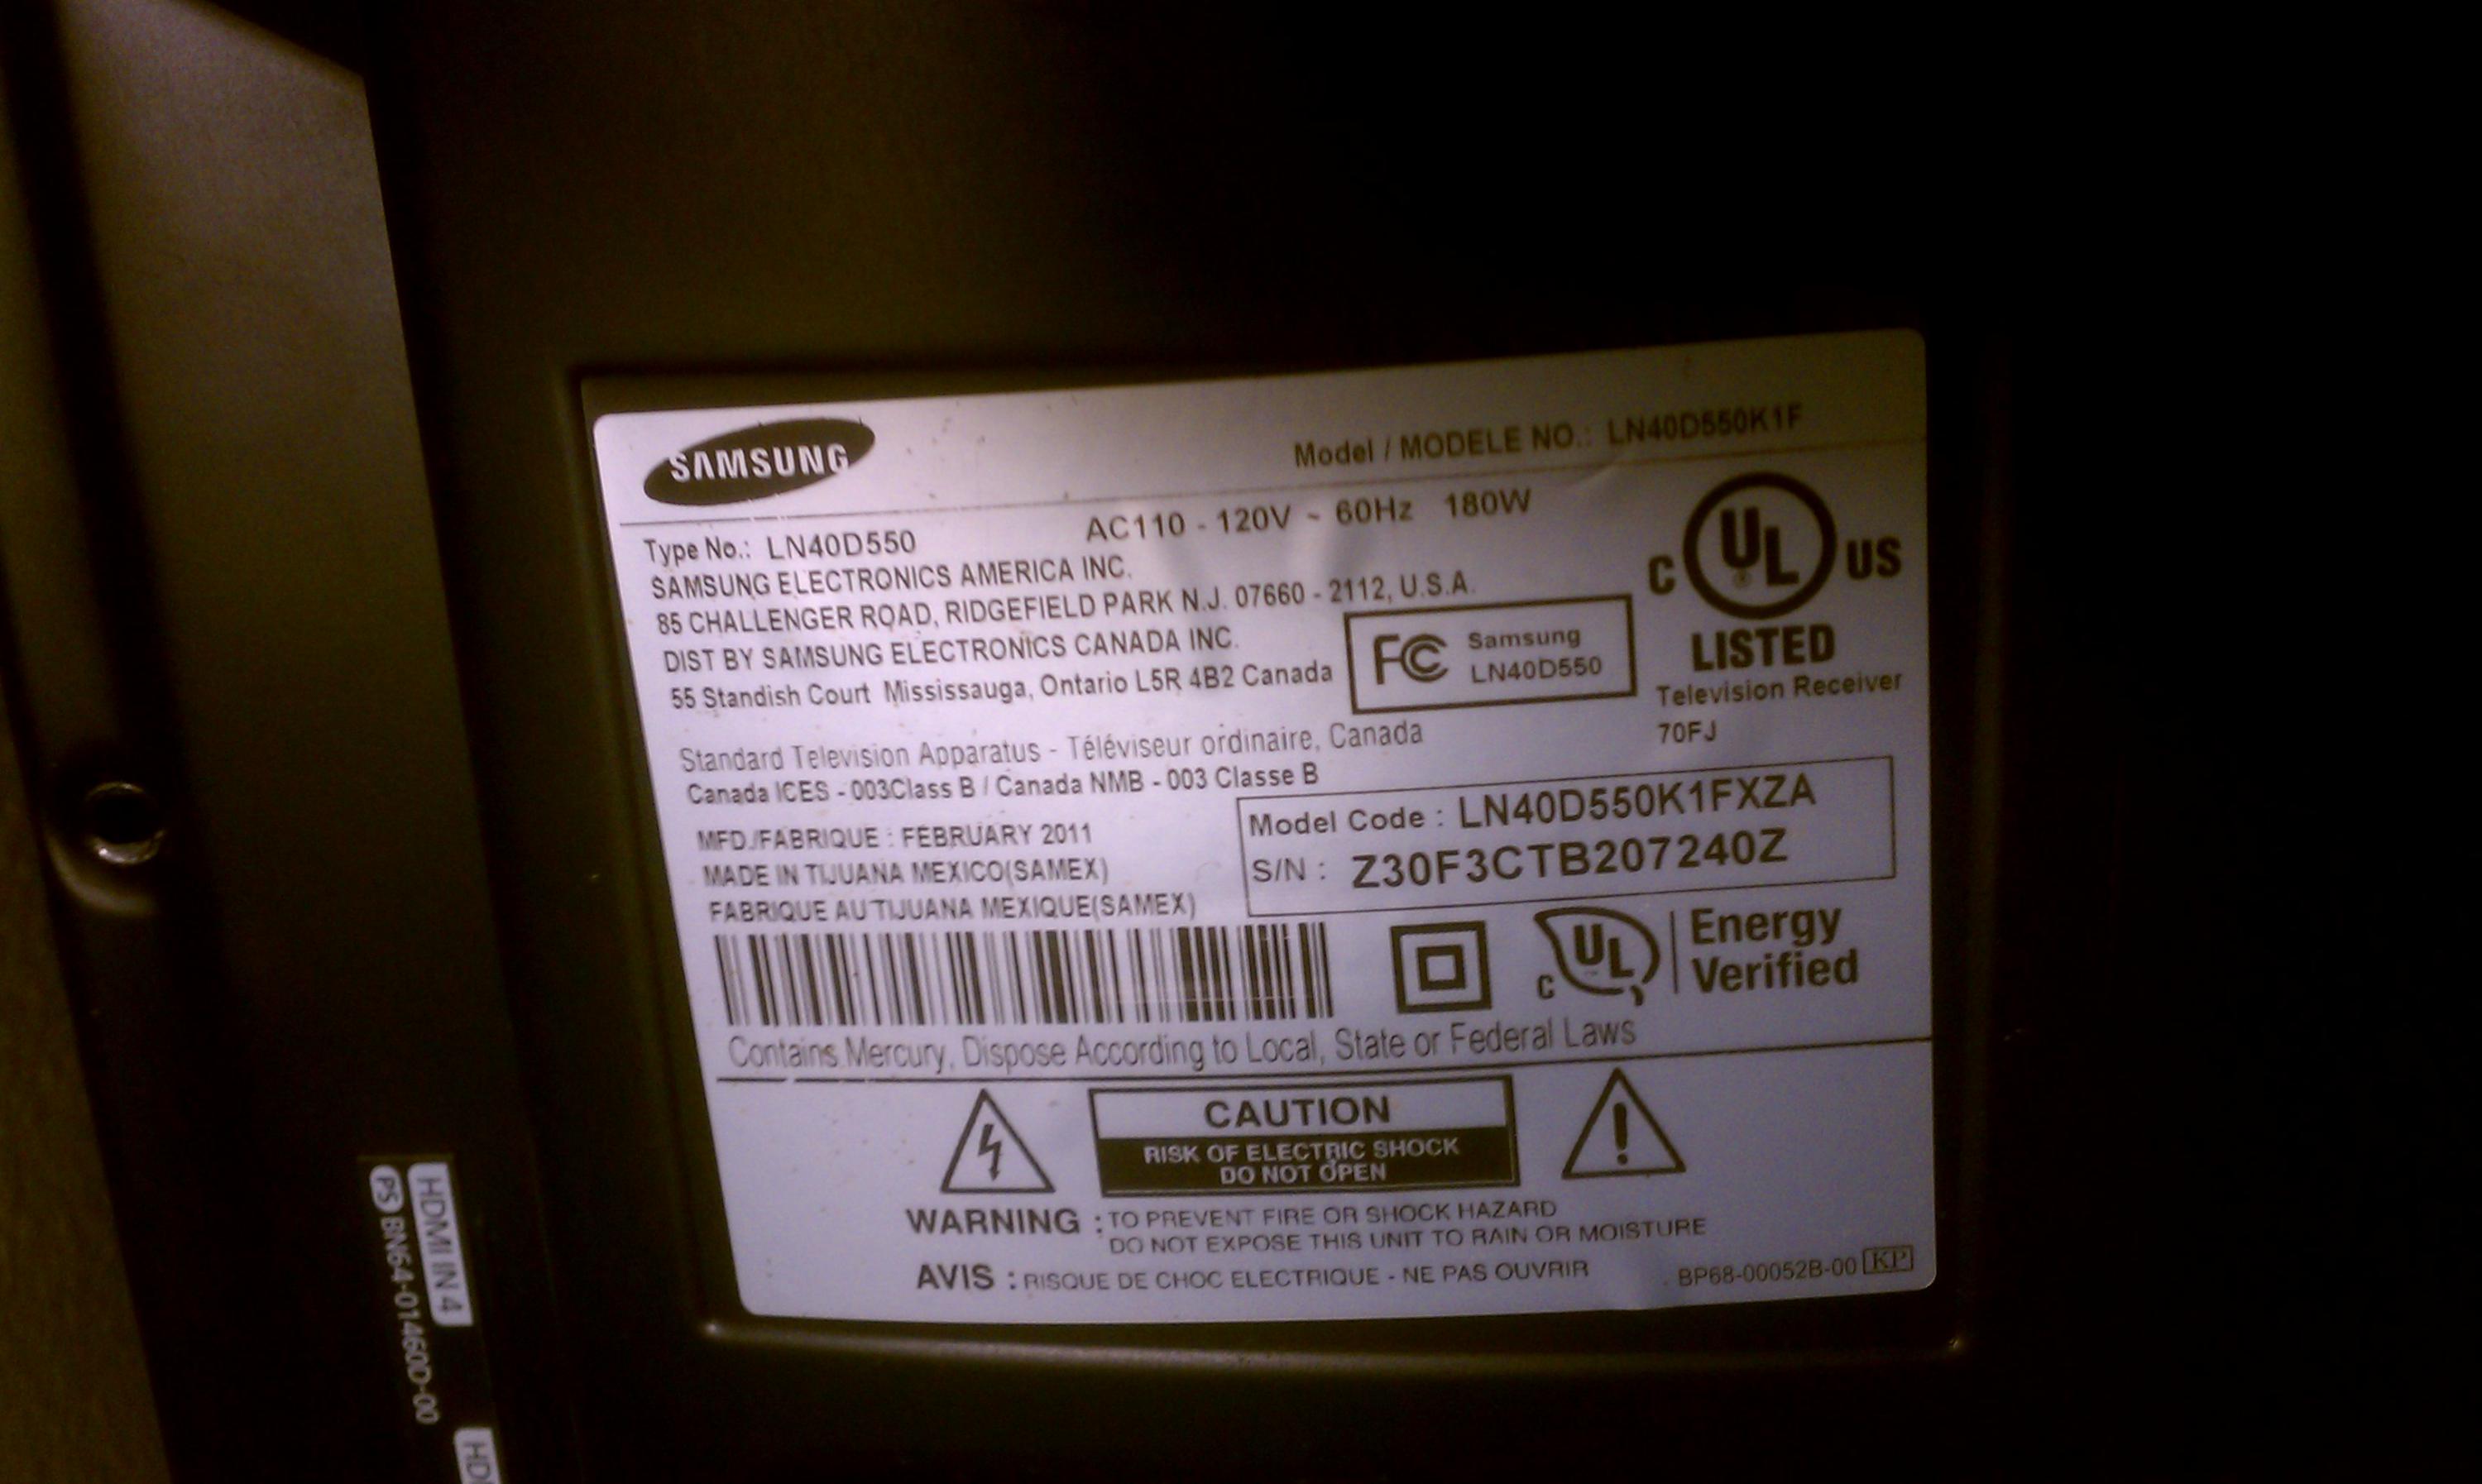 SAMSUNG
Model / MODELE NO.: LN40D550K1F
Type No.: LN40D550
AC110 - 120V ~ 60Hz 180W
SAMSUNG ELECTRONICS AMERICA INC.
85 CHALLENGER ROAD, RIDGEFIELD PARK N.J. 07660 - 2112, U.S.A.
DIST BY SAMSUNG ELECTRONICS CANADA INC.
55 Standish Court Mississauga, Ontario L5R 4B2 Canada
FC Samsung
LN40D550
C UL US
LISTED
Television Receiver
70FJ
Standard Television Apparatus - Téléviseur ordinaire, Canada
Canada ICES - 003Class B / Canada NMB - 003 Classe B
MFD./FABRIQUE : FEBRUARY 2011
MADE IN TIJUANA MEXICO(SAMEX)
FABRIQUE AU TIJUANA MEXIQUE(SAMEX)
Model Code : LN40D550K1FXZA
S/N : Z30F3CTB207240Z
C UL Energy
Verified
Contains Mercury, Dispose According to Local, State or Federal Laws
CAUTION
RISK OF ELECTRIC SHOCK
DO NOT OPEN
WARNING : TO PREVENT FIRE OR SHOCK HAZARD
DO NOT EXPOSE THIS UNIT TO RAIN OR MOISTURE
AVIS : RISQUE DE CHOC ELECTRIQUE - NE PAS OUVRIR
BP68-00052B-00 KP
HDMI IN 4
PS BN64-01460D-00